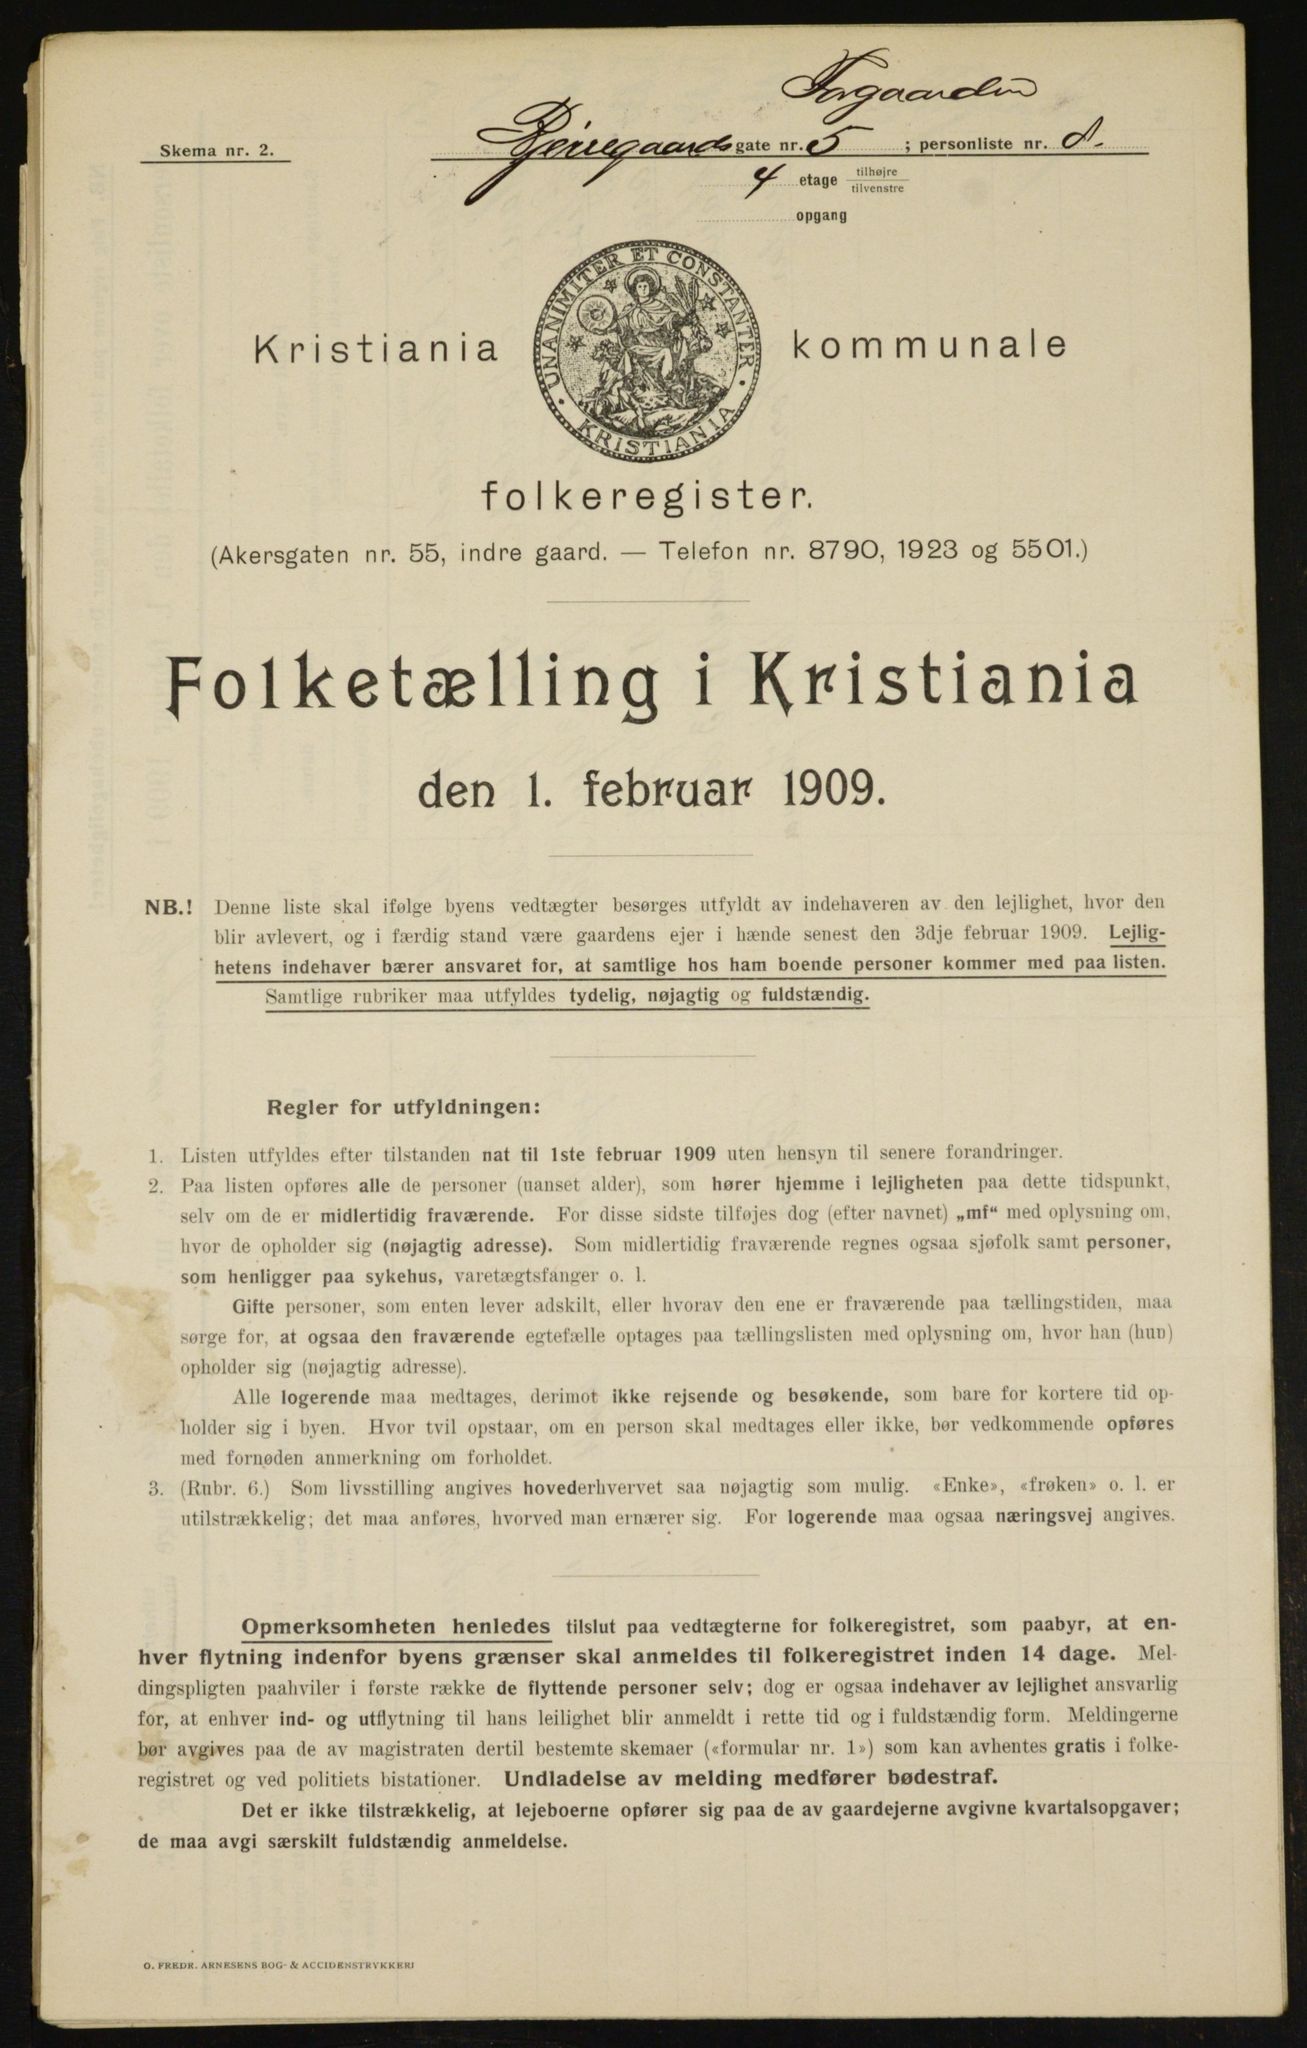 Forgaarden
Skema nr. 2.
Bjerregaards gate nr. 5 ; personliste nr. 8.
4 etage tilhøjre
tilvenstre
opgang
UNANIMITER ET CONSTANTER
KRISTIANIA
Kristiania kommunale
folkeregister.
(Akersgaten nr. 55, indre gaard. — Telefon nr. 8790, 1923 og 5501.)
Folketælling i Kristiania
den 1. februar 1909.
NB.! Denne liste skal ifølge byens vedtægter besørges utfyldt av indehaveren av den lejlighet, hvor den
blir avlevert, og i færdig stand være gaardens ejer i hænde senest den 3dje februar 1909. Lejlig-
hetens indehaver bærer ansvaret for, at samtlige hos ham boende personer kommer med paa listen.
Samtlige rubriker maa utfyldes tydelig, nøjagtig og fuldstændig.
Regler for utfyldningen:
1. Listen utfyldes efter tilstanden nat til 1ste februar 1909 uten hensyn til senere forandringer.
2. Paa listen opføres alle de personer (uanset alder), som hører hjemme i lejligheten paa dette tidspunkt,
selv om de er midlertidig fraværende. For disse sidste tilføjes dog (efter navnet) „mf“ med oplysning om,
hvor de opholder sig (nøjagtig adresse). Som midlertidig fraværende regnes ogsaa sjøfolk samt personer,
som henligger paa sykehus, varetægtsfanger o. l.
Gifte personer, som enten lever adskilt, eller hvorav den ene er fraværende paa tællingstiden, maa
sørge for, at ogsaa den fraværende egtefælle optages paa tællingslisten med oplysning om, hvor han (hun)
opholder sig (nøjagtig adresse).
Alle logerende maa medtages, derimot ikke rejsende og besøkende, som bare for kortere tid op-
holder sig i byen. Hvor tvil opstaar, om en person skal medtages eller ikke, bør vedkommende opføres
med fornøden anmerkning om forholdet.
3. (Rubr. 6.) Som livsstilling angives hovederhvervet saa nøjagtig som mulig. «Enke», «frøken» o. l. er
utilstrækkelig; det maa anføres, hvorved man ernærer sig. For logerende maa ogsaa næringsvej angives.
Opmerksomheten henledes tilslut paa vedtægterne for folkeregistret, som paabyr, at en-
hver flytning indenfor byens grænser skal anmeldes til folkeregistret inden 14 dage. Mel-
dingspligten paahviler i første række de flyttende personer selv; dog er ogsaa indehaver av lejlighet ansvarlig
for, at enhver ind- og utflytning til hans leilighet blir anmeldt i rette tid og i fuldstændig form. Meldingerne
bør avgives paa de av magistraten dertil bestemte skemaer («formular nr. 1») som kan avhentes gratis i folke-
registret og ved politiets bistationer. Undladelse av melding medfører bødestraf.
Det er ikke tilstrækkelig, at lejeboerne opfører sig paa de av gaardejerne avgivne kvartalsopgaver;
de maa avgi særskilt fuldstændig anmeldelse.
O. FREDR. ARNESENS BOG- & ACCIDENSTRYKKERI